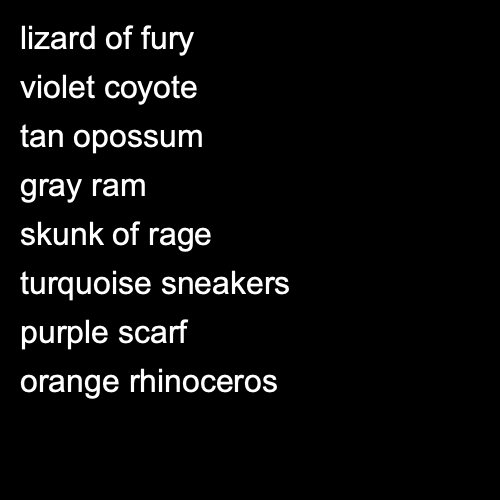 lizard of fury
violet coyote
tan opossum
gray ram
skunk of rage
turquoise sneakers
purple scarf
orange rhinoceros